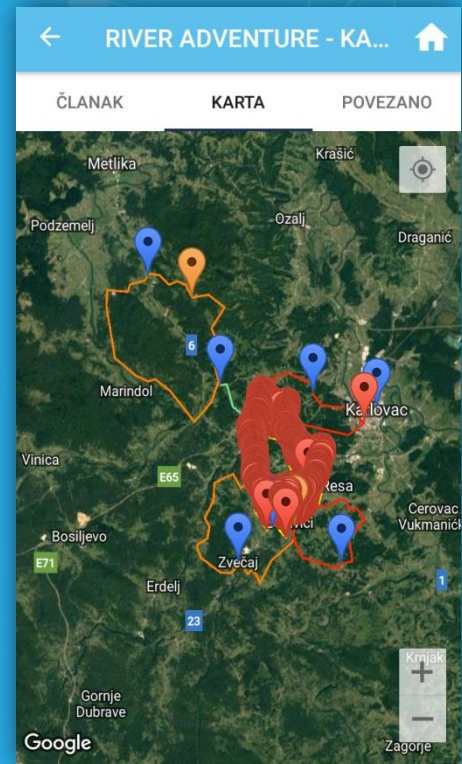 RIVER ADVENTURE - KA...
ČLANAK KARTA POVEZANO
Krašić
Metlika
Ozalj
Podzemelj
Draganić
6
Marindol
Karlovac
Vinica
E65
Resa
Cerovac
Vukmanićk
Bosiljevo
Zvečaj
E71
1
Erdelj
23
Krnjak
Gornje
Dubrave
Google
Zagorje